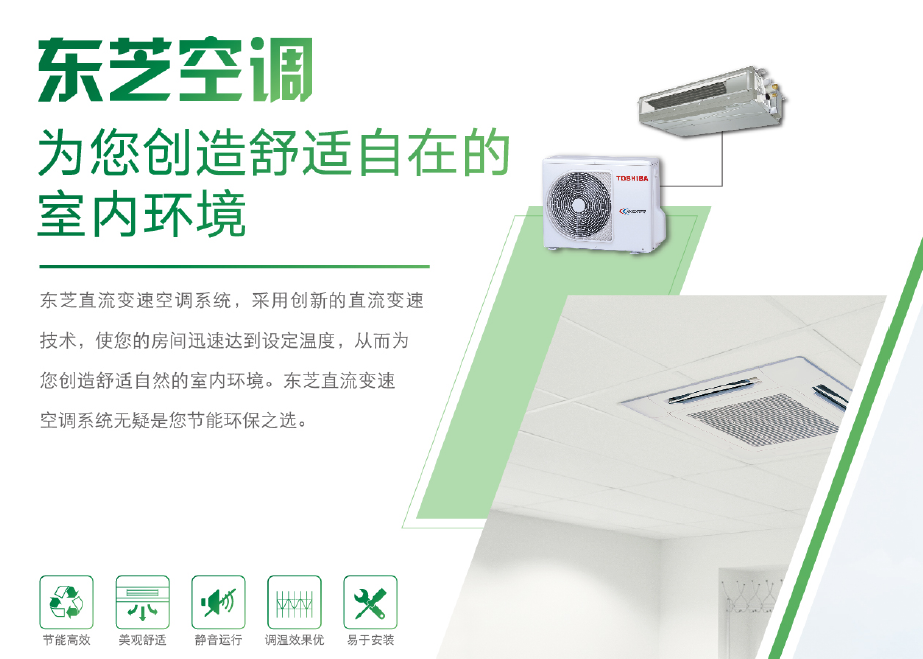 东芝空调
为您创造舒适自在的
室内环境
TOSHIBA
东芝直流变速空调系统，采用创新的直流变速
技术，使您的房间迅速达到设定温度，从而为
您创造舒适自然的室内环境。东芝直流变速
空调系统无疑是您节能环保之选。
节能高效
美观舒适
静音运行
调温效果优
易于安装